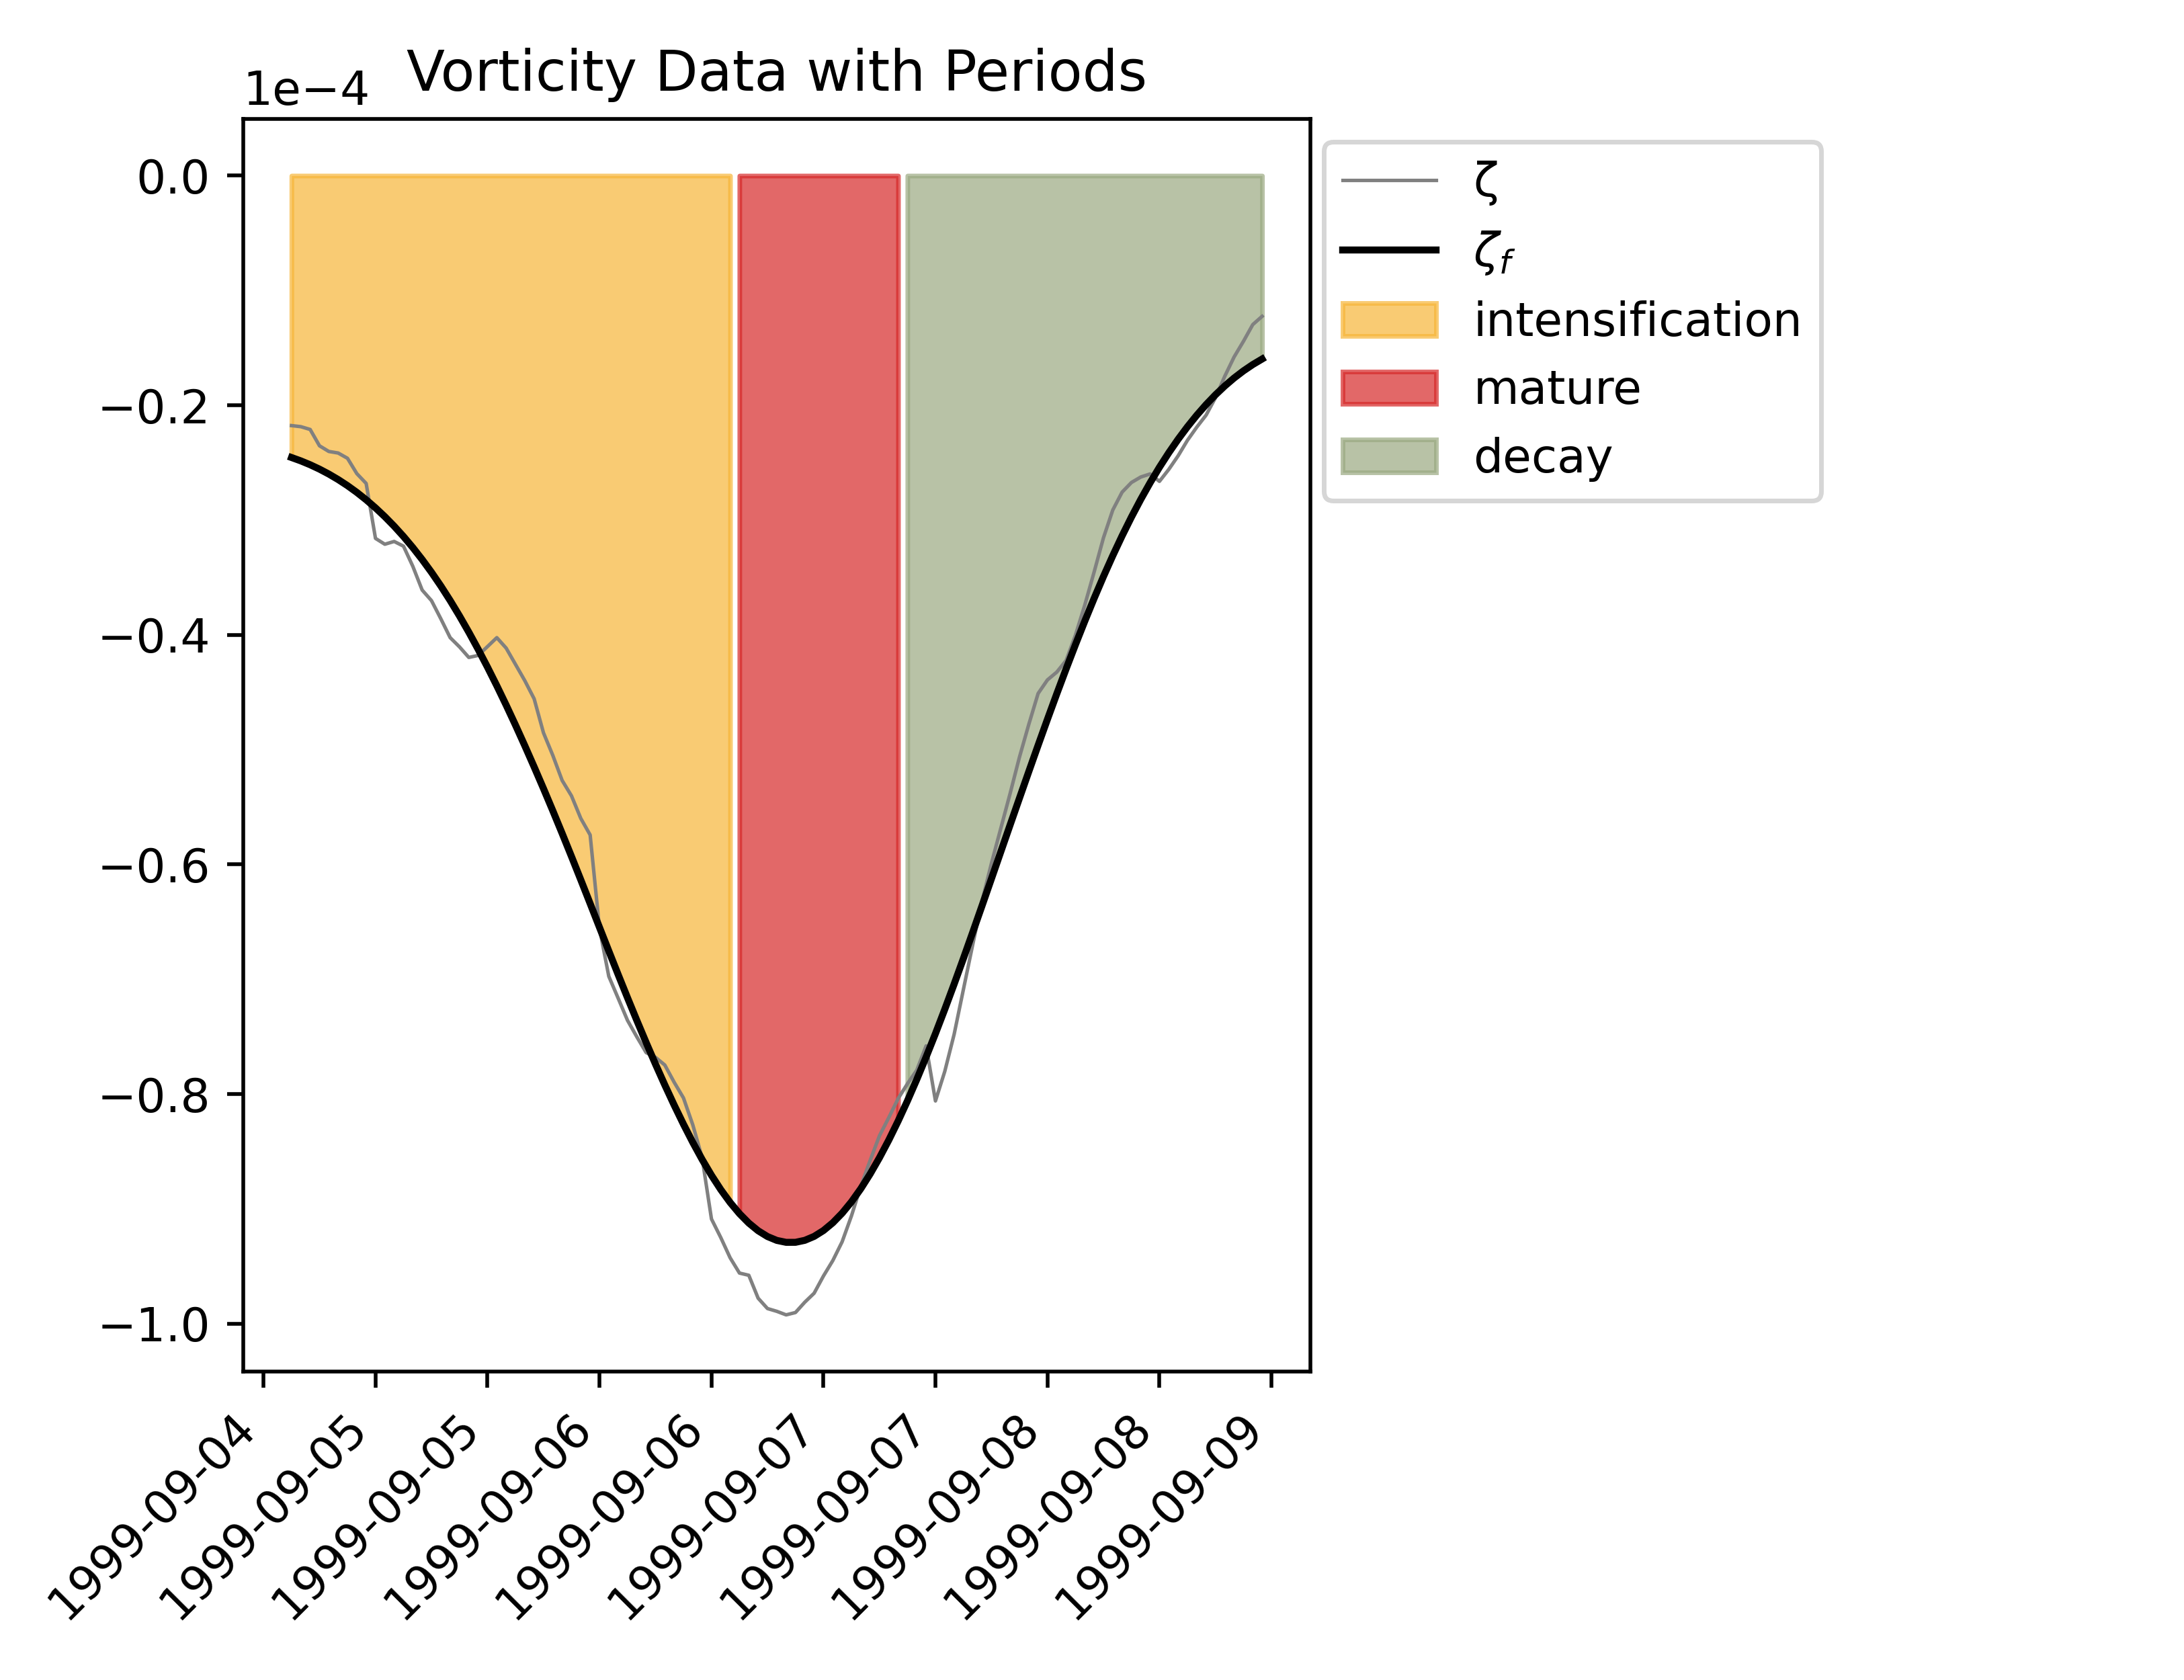 Vorticity Data with Periods
1e−4
0.0
−0.2
−0.4
−0.6
−0.8
−1.0
1999-09-04
1999-09-05
1999-09-05
1999-09-06
1999-09-06
1999-09-07
1999-09-07
1999-09-08
1999-09-08
1999-09-09
ζ
ζf
intensification
mature
decay